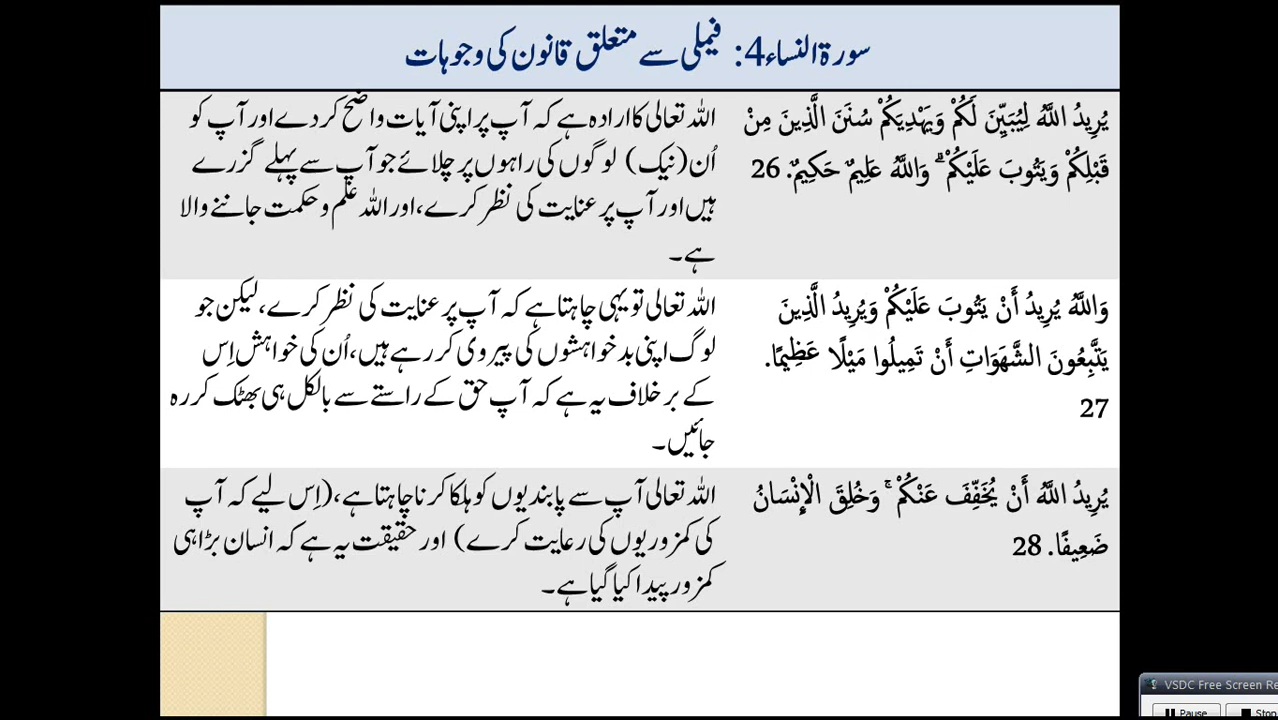 سورۃ النساء4: فیملی سے متعلق قانون کی وجوہات
يُرِيدُ اللَّهُ لِيُبَيِّنَ لَكُمْ وَيَهْدِيَكُمْ سُنَنَ الَّذِينَ مِنْ
قَبْلِكُمْ وَيَتُوبَ عَلَيْكُمْ ۗ وَاللَّهُ عَلِيمٌ حَكِيمٌ. 26
اللہ تعالی کا ارادہ ہے کہ آپ پر اپنی آیات واضح کر دے اور آپ کو
اُن (نیک) لوگوں کی راہوں پر چلائے جو آپ سے پہلے گزرے
ہیں اور آپ پر عنایت کی نظر کرے، اور اللہ علم و حکمت جاننے والا
ہے۔
وَاللَّهُ يُرِيدُ أَنْ يَتُوبَ عَلَيْكُمْ وَيُرِيدُ الَّذِينَ
يَتَّبِعُونَ الشَّهَوَاتِ أَنْ تَمِيلُوا مَيْلًا عَظِيمًا.
27
اللہ تعالی تو یہی چاہتا ہے کہ آپ پر عنایت کی نظر کرے، لیکن جو
لوگ اپنی بد خواہشوں کی پیروی کر رہے ہیں، اُن کی خواہش اِس
کے بر خلاف یہ ہے کہ آپ حق کے راستے سے بالکل ہی بھٹک کر رہ
جائیں۔
يُرِيدُ اللَّهُ أَنْ يُخَفِّفَ عَنْكُمْ ۚ وَخُلِقَ الْإِنْسَانُ
ضَعِيفًا. 28
اللہ تعالی آپ سے پابندیوں کو ہلکا کرنا چاہتا ہے، (اِس لیے کہ آپ
کی کمزوریوں کی رعایت کرے) اور حقیقت یہ ہے کہ انسان بڑا ہی
کمزور پیدا کیا گیا ہے۔
VSDC Free Screen Re
Pause
Stop